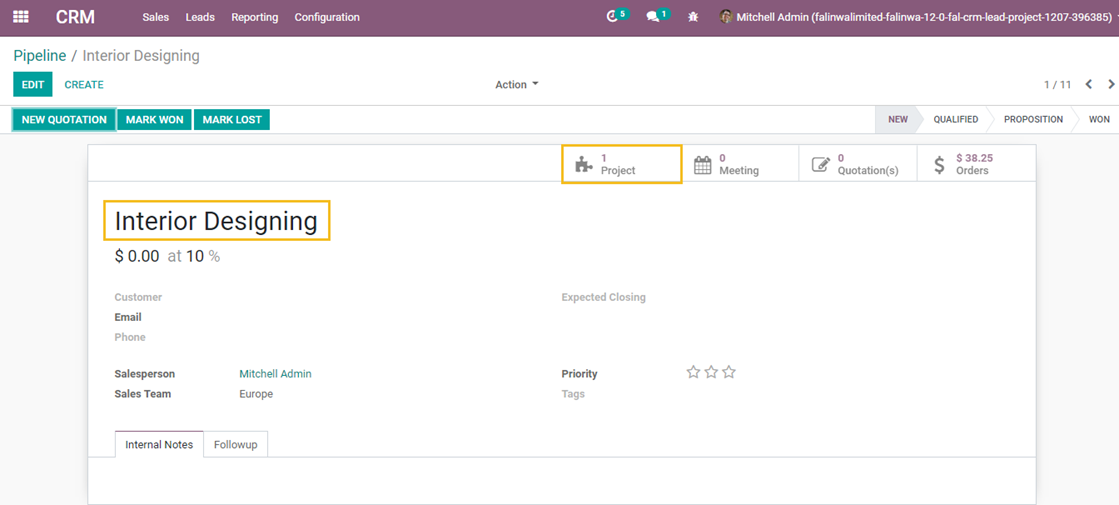 CRM Sales Leads Reporting Configuration 5 1 Mitchell Admin (falinwalimited-falinwa-12-0-fal-crm-lead-project-1207-396385)
Pipeline / Interior Designing
EDIT CREATE Action 1 / 11
NEW QUOTATION MARK WON MARK LOST NEW QUALIFIED PROPOSITION WON
1 Project
0 Meeting
0 Quotation(s)
$ 38.25 Orders
Interior Designing
$ 0.00 at 10 %
Customer Expected Closing
Email
Phone
Salesperson Mitchell Admin Priority
Sales Team Europe Tags
Internal Notes Followup